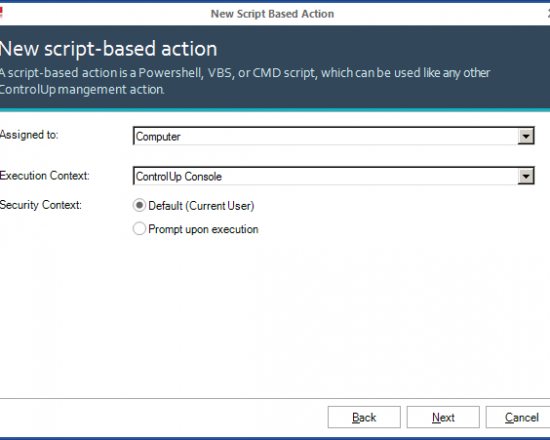 New Script Based Action
New script-based action
A script-based action is a Powershell, VBS, or CMD script, which can be used like any other
ControlUp mangement action.
Assigned to:
Computer
Execution Context:
ControlUp Console
Security Context:
Default (Current User)
Prompt upon execution
Back
Next
Cancel